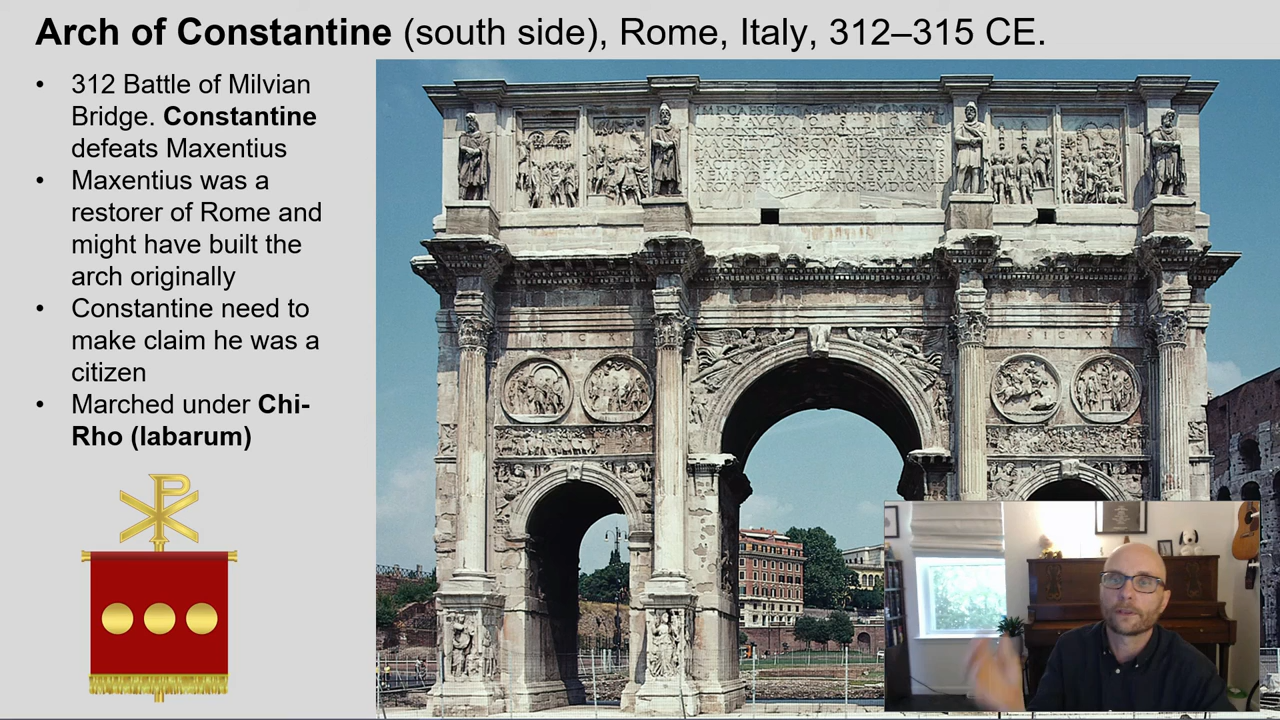 Arch of Constantine (south side), Rome, Italy, 312–315 CE.
• 312 Battle of Milvian
Bridge. Constantine
defeats Maxentius
• Maxentius was a
restorer of Rome and
might have built the
arch originally
• Constantine need to
make claim he was a
citizen
• Marched under Chi-
Rho (labarum)